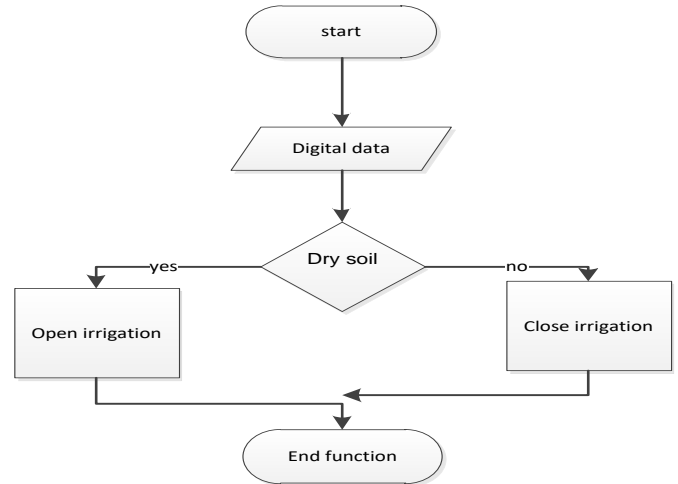 start
Digital data
Dry soil
yes
no
Open irrigation
Close irrigation
End function